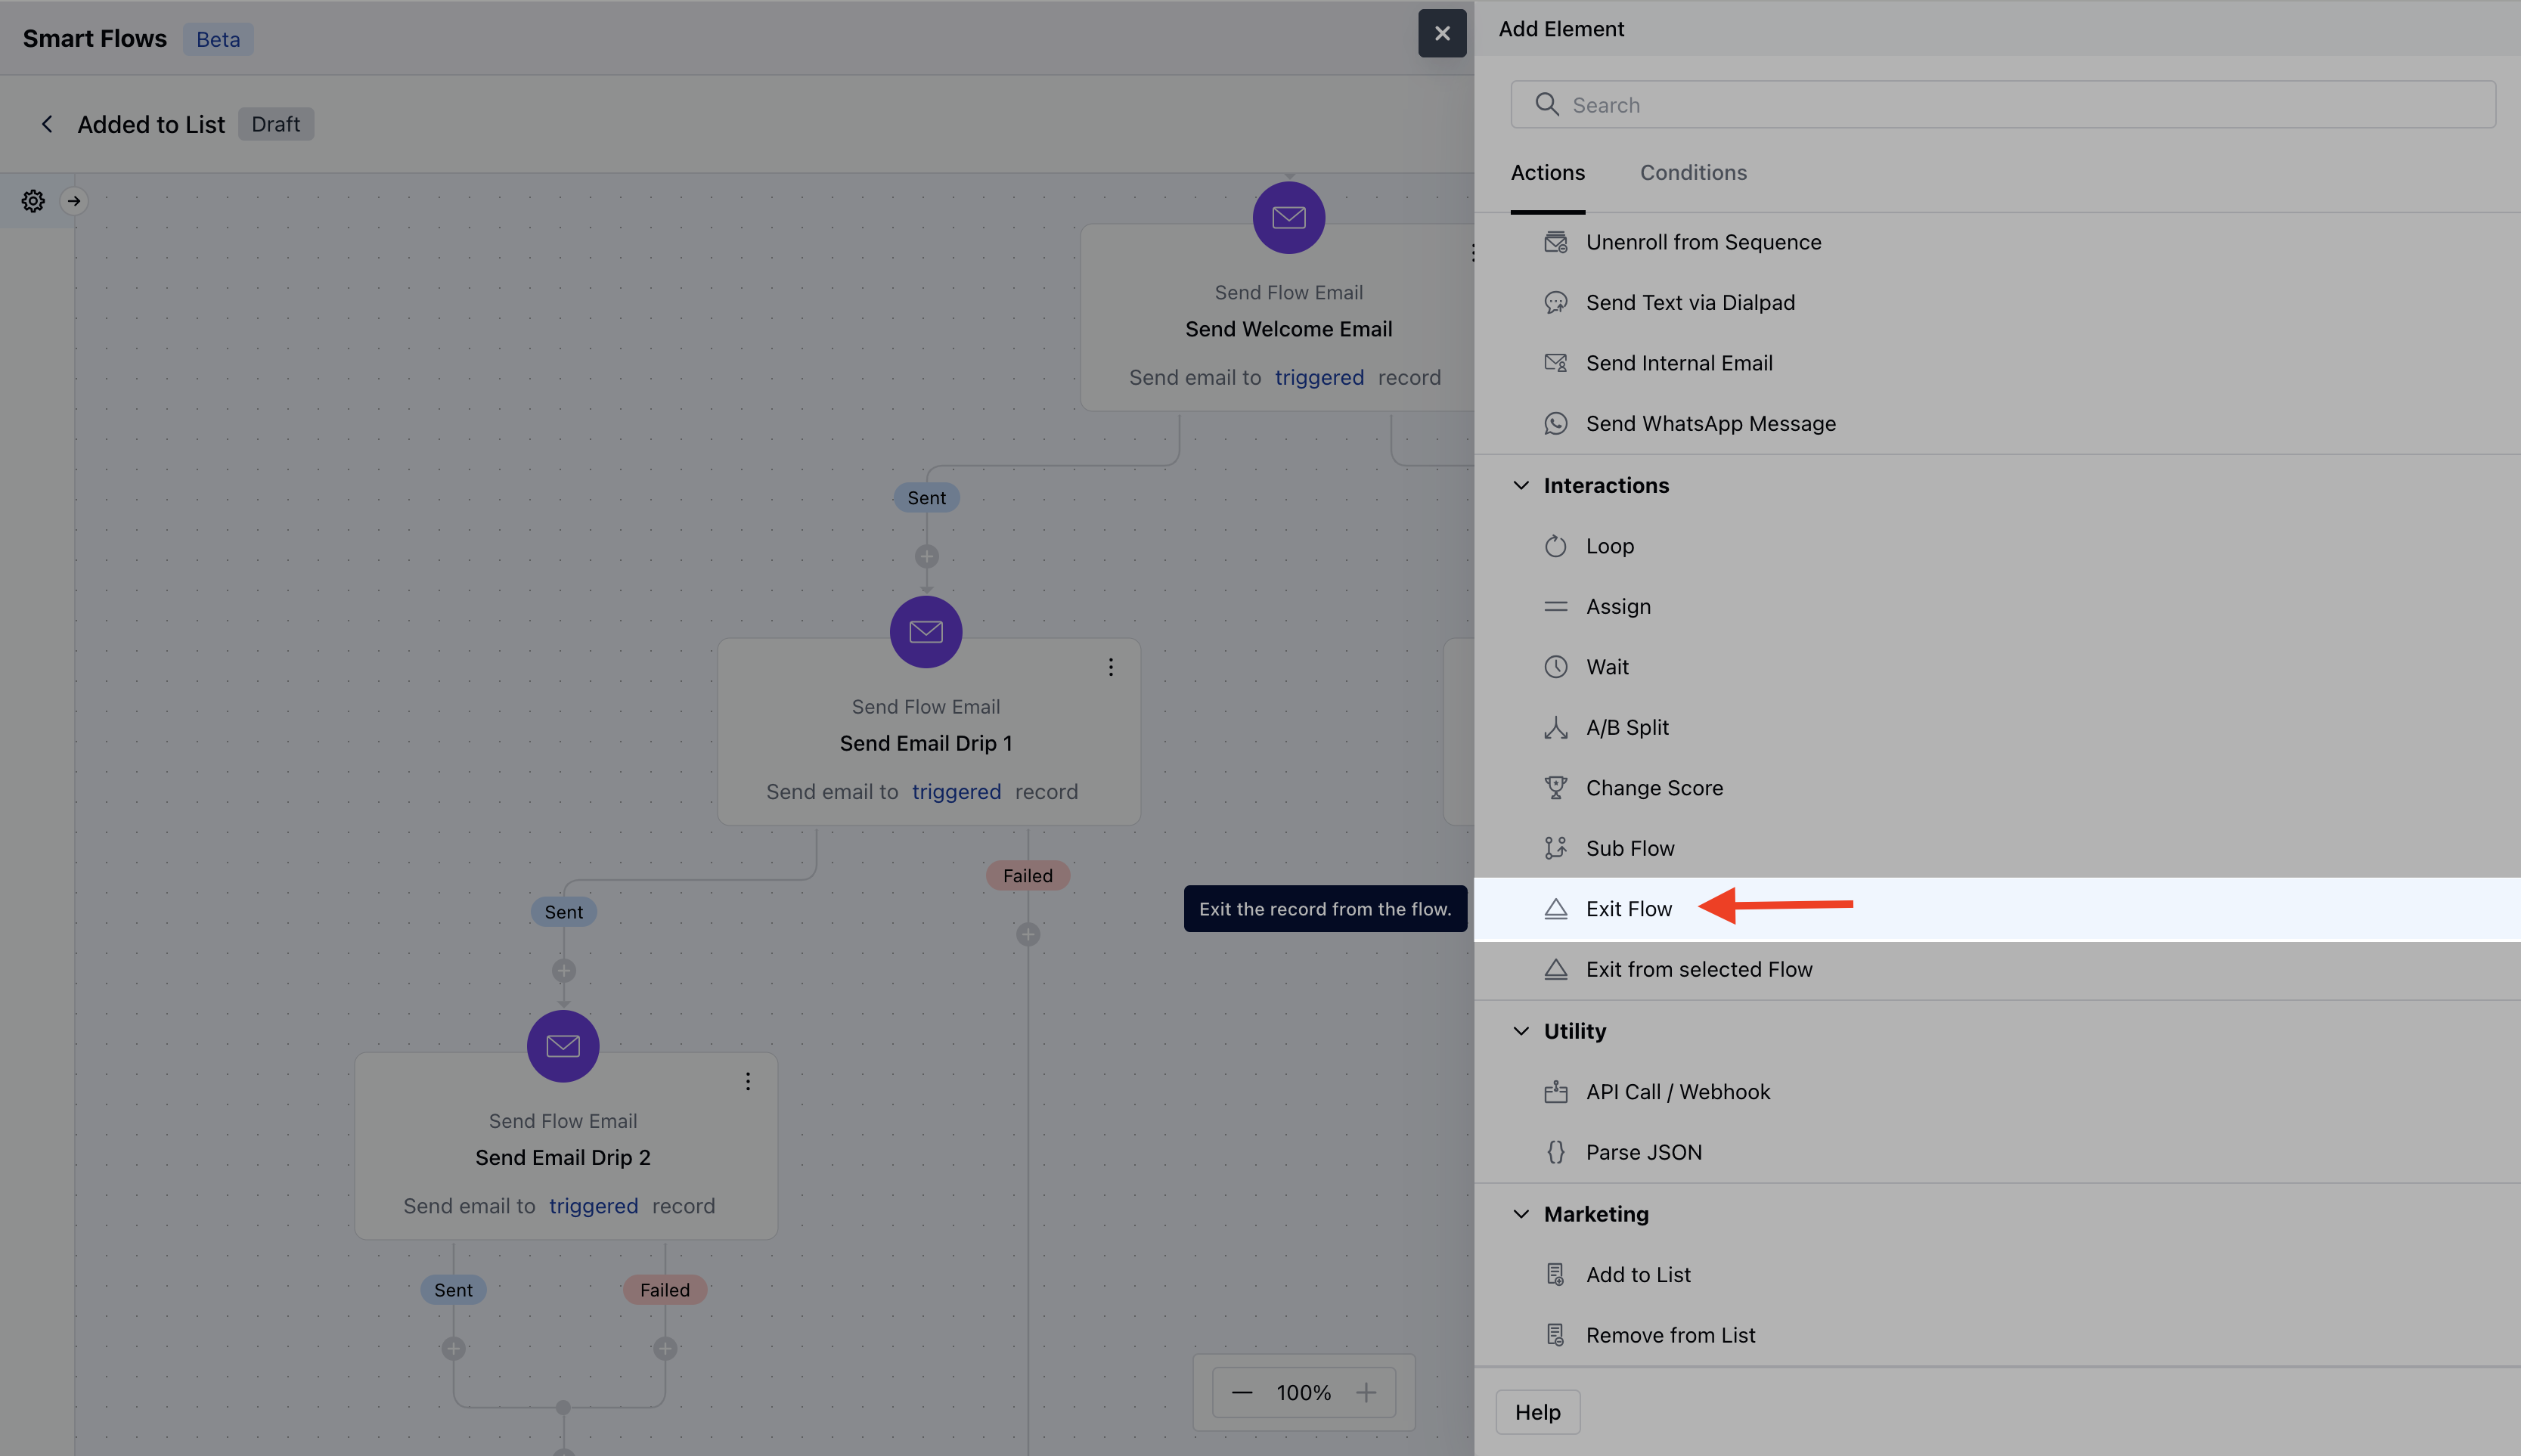 Smart Flows
Beta
Added to List
Draft
Send Flow Email
Send Welcome Email
Send email to triggered record
Sent
Send Flow Email
Send Email Drip 1
Send email to triggered record
Sent
Failed
Exit the record from the flow.
Send Flow Email
Send Email Drip 2
Send email to triggered record
Sent
Failed
100%
Add Element
Search
Actions
Conditions
Unenroll from Sequence
Send Text via Dialpad
Send Internal Email
Send WhatsApp Message
Interactions
Loop
Assign
Wait
A/B Split
Change Score
Sub Flow
Exit Flow
Exit from selected Flow
Utility
API Call / Webhook
Parse JSON
Marketing
Add to List
Remove from List
Help